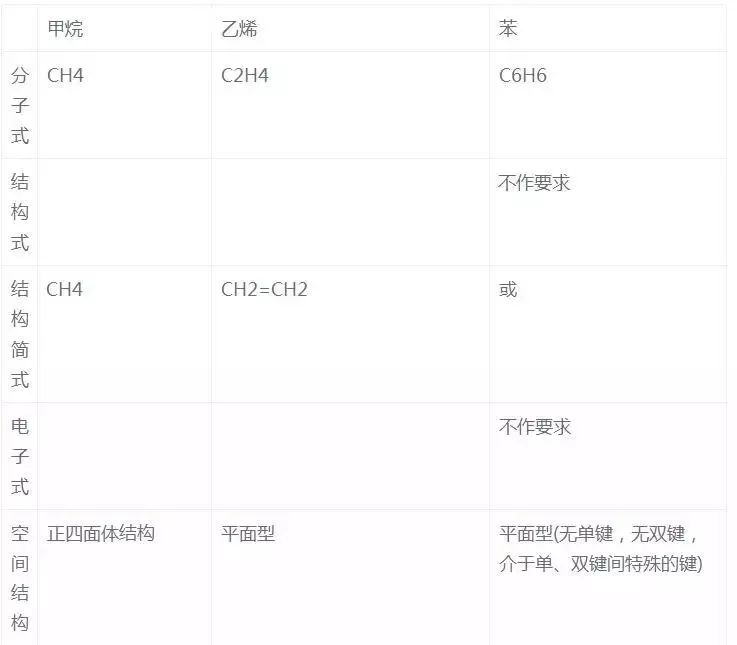 甲烷 乙烯 苯
分子式 CH4 C2H4 C6H6
结构式 不作要求
结构简式 CH4 CH2=CH2 或
电子式 不作要求
空间结构 正四面体结构 平面型 平面型(无单键，无双键，
介于单、双键间特殊的键)